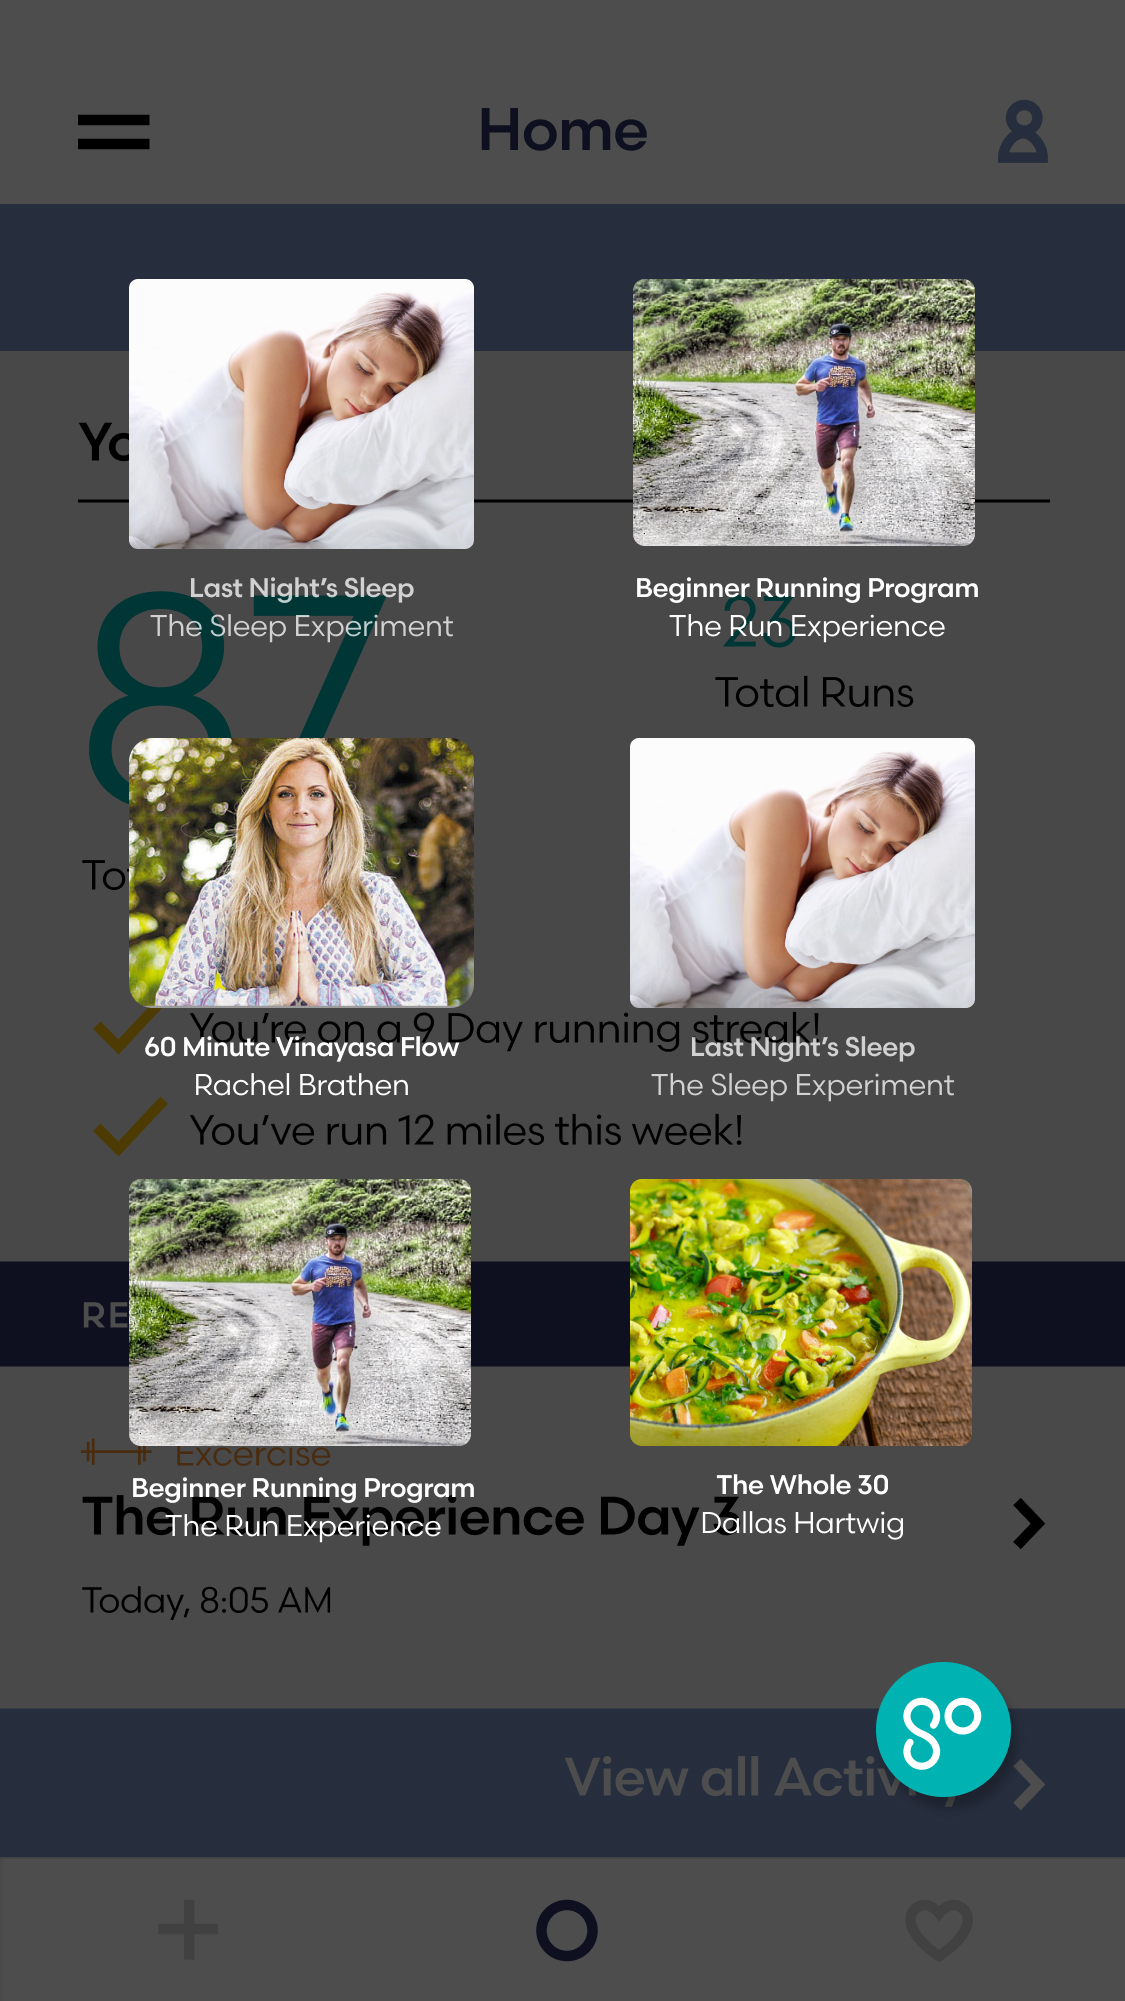 Home
Yo
Last Night's Sleep
The Sleep Experiment
Beginner Running Program
The Run Experience
87
23
Total Runs
To
You're on a 9 Day running streak!
60 Minute Vinayasa Flow
Rachel Brathen
Last Night's Sleep
The Sleep Experiment
You've run 12 miles this week!
RE
Excercise
Beginner Running Program
The Run Experience
The Whole 30
Dallas Hartwig
The Run Experience Day 3
Today, 8:05 AM
go
View all Activity